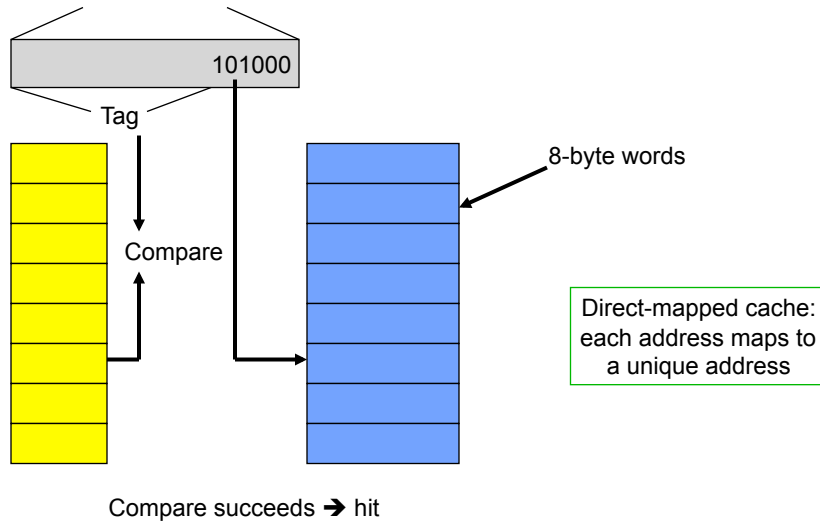 101000
Tag
8-byte words
Compare
Direct-mapped cache:
each address maps to
a unique address
Compare succeeds ➔ hit